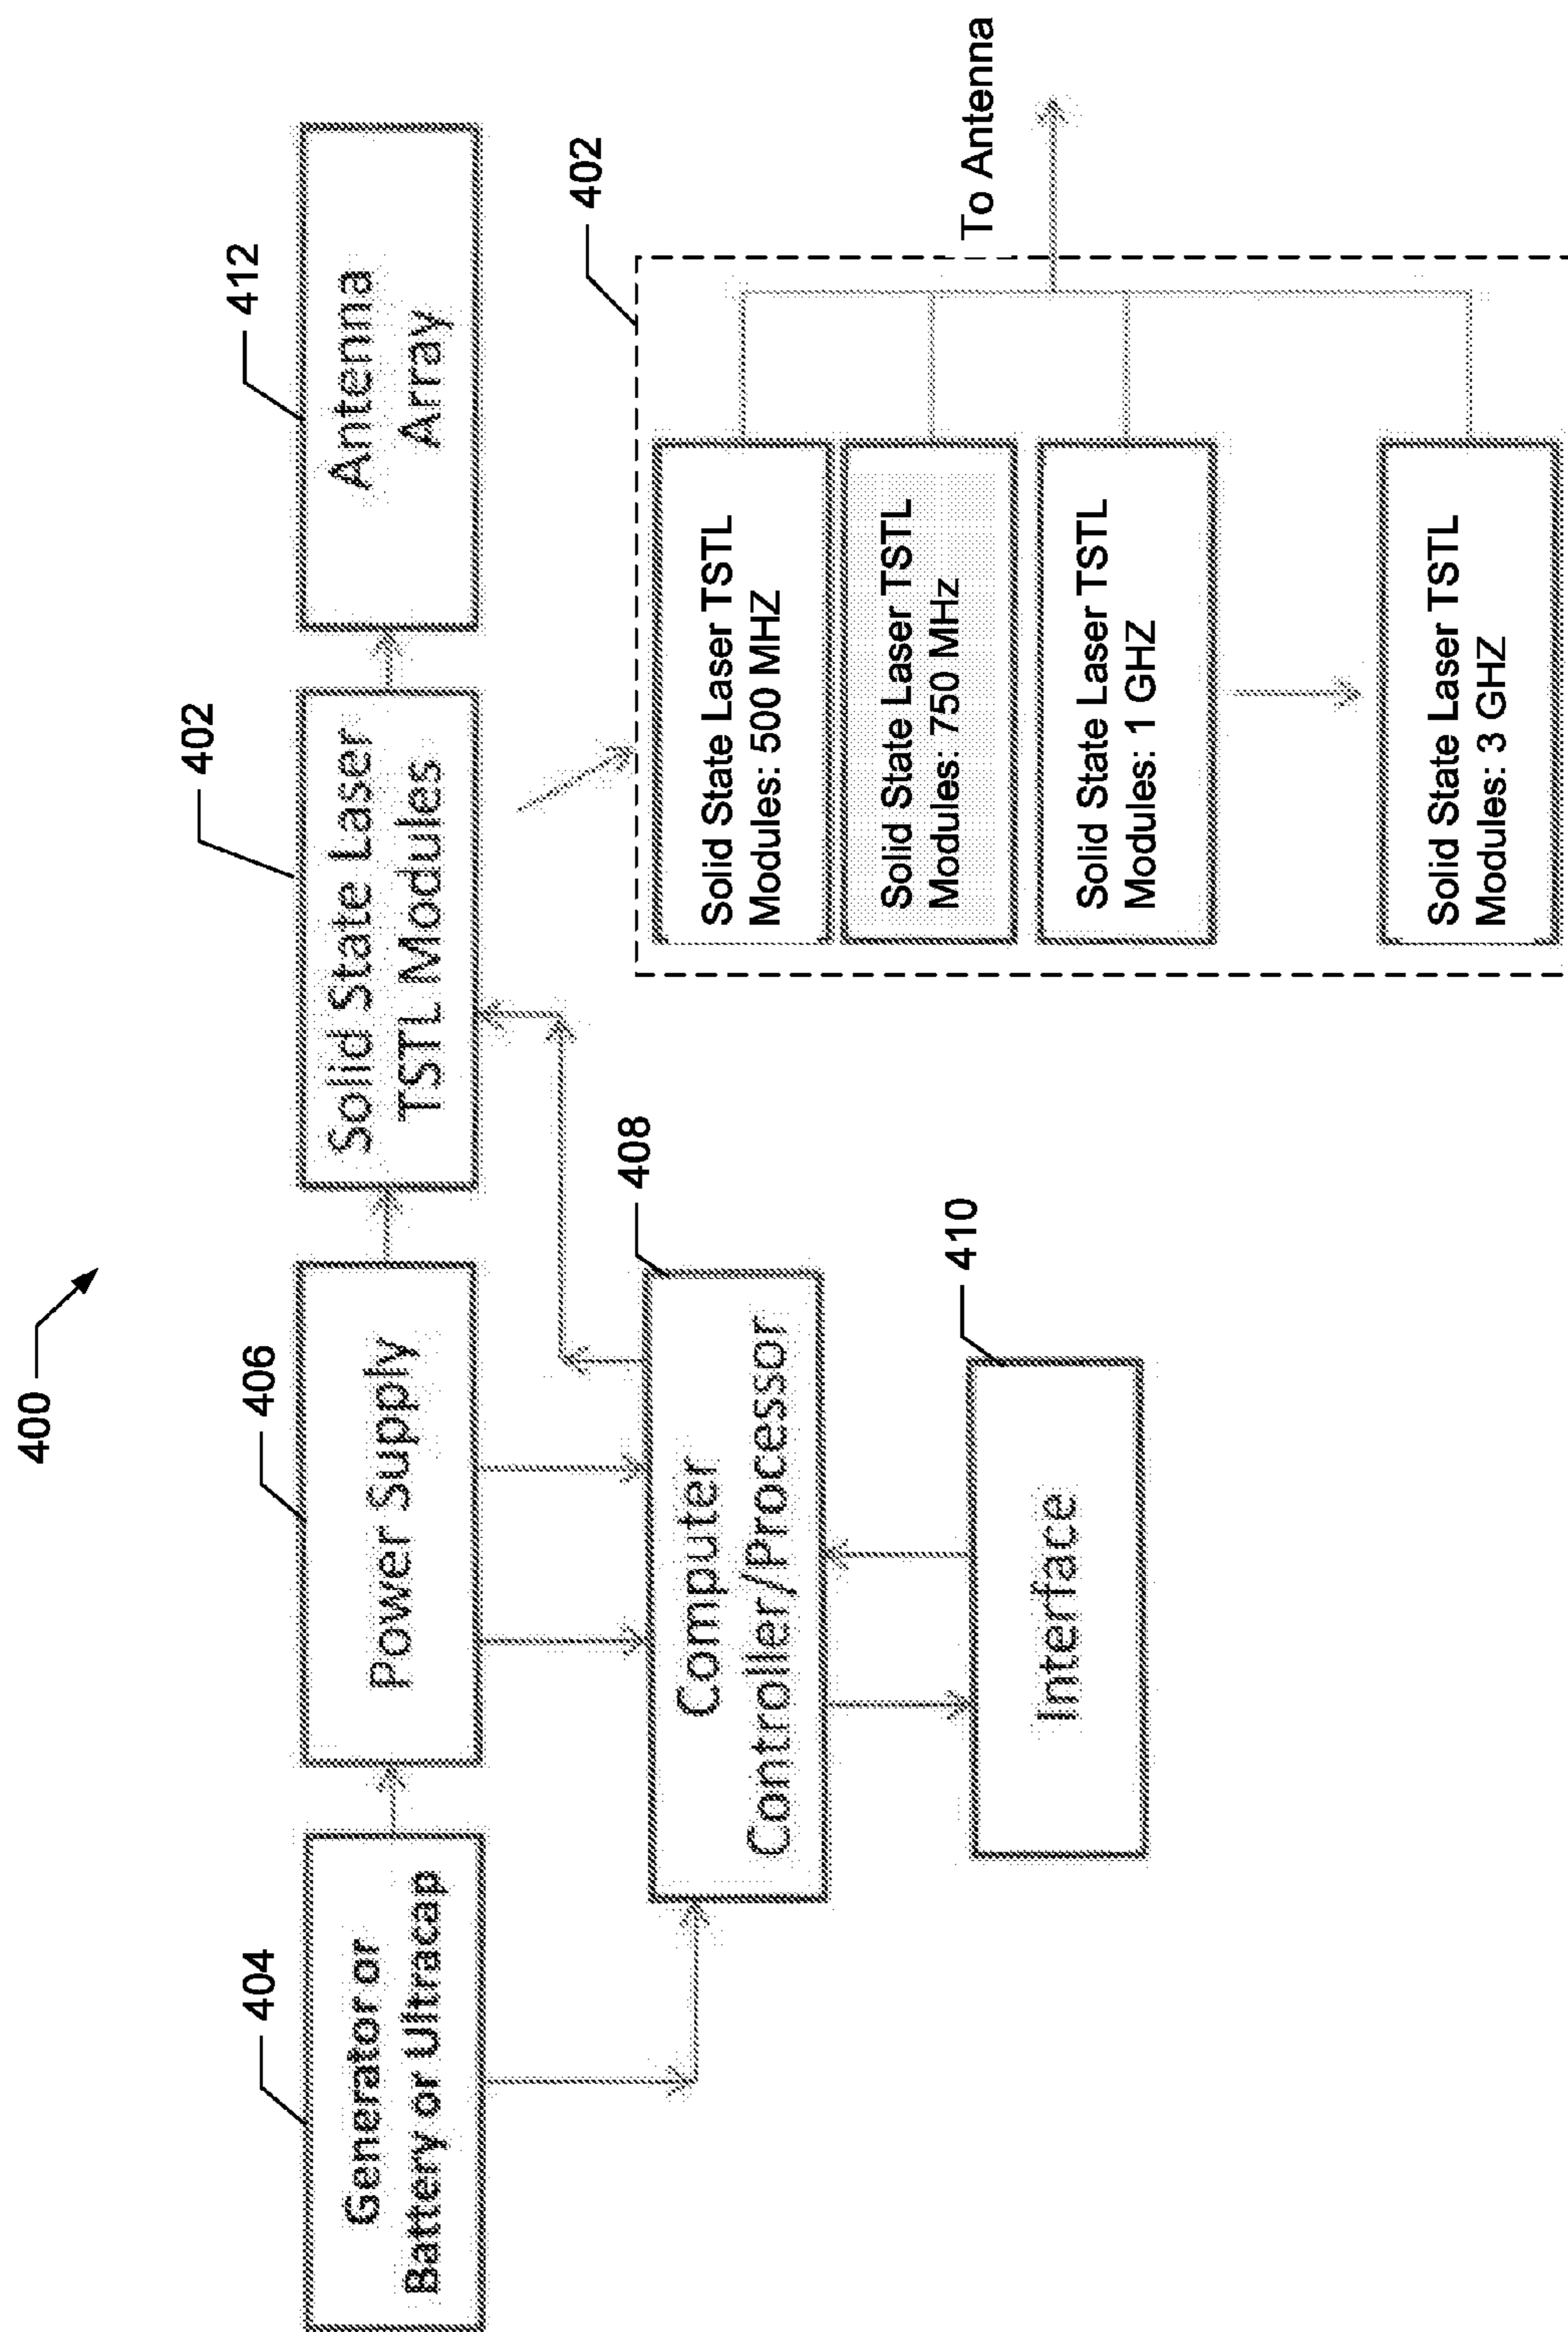 400
404
Generator or
Battery or Ultracap
406
Power Supply
402
Solid State Laser
TSTL Modules
412
Antenna
Array
408
Computer
Controller/Processor
410
Interface
402
Solid State Laser TSTL
Modules: 500 MHZ
Solid State Laser TSTL
Modules: 750 MHz
Solid State Laser TSTL
Modules: 1 GHZ
Solid State Laser TSTL
Modules: 3 GHZ
To Antenna